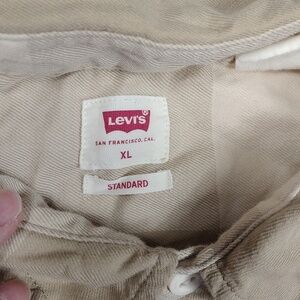 Levi's
SAN FRANCISCO, CAL.
XL
STANDARD